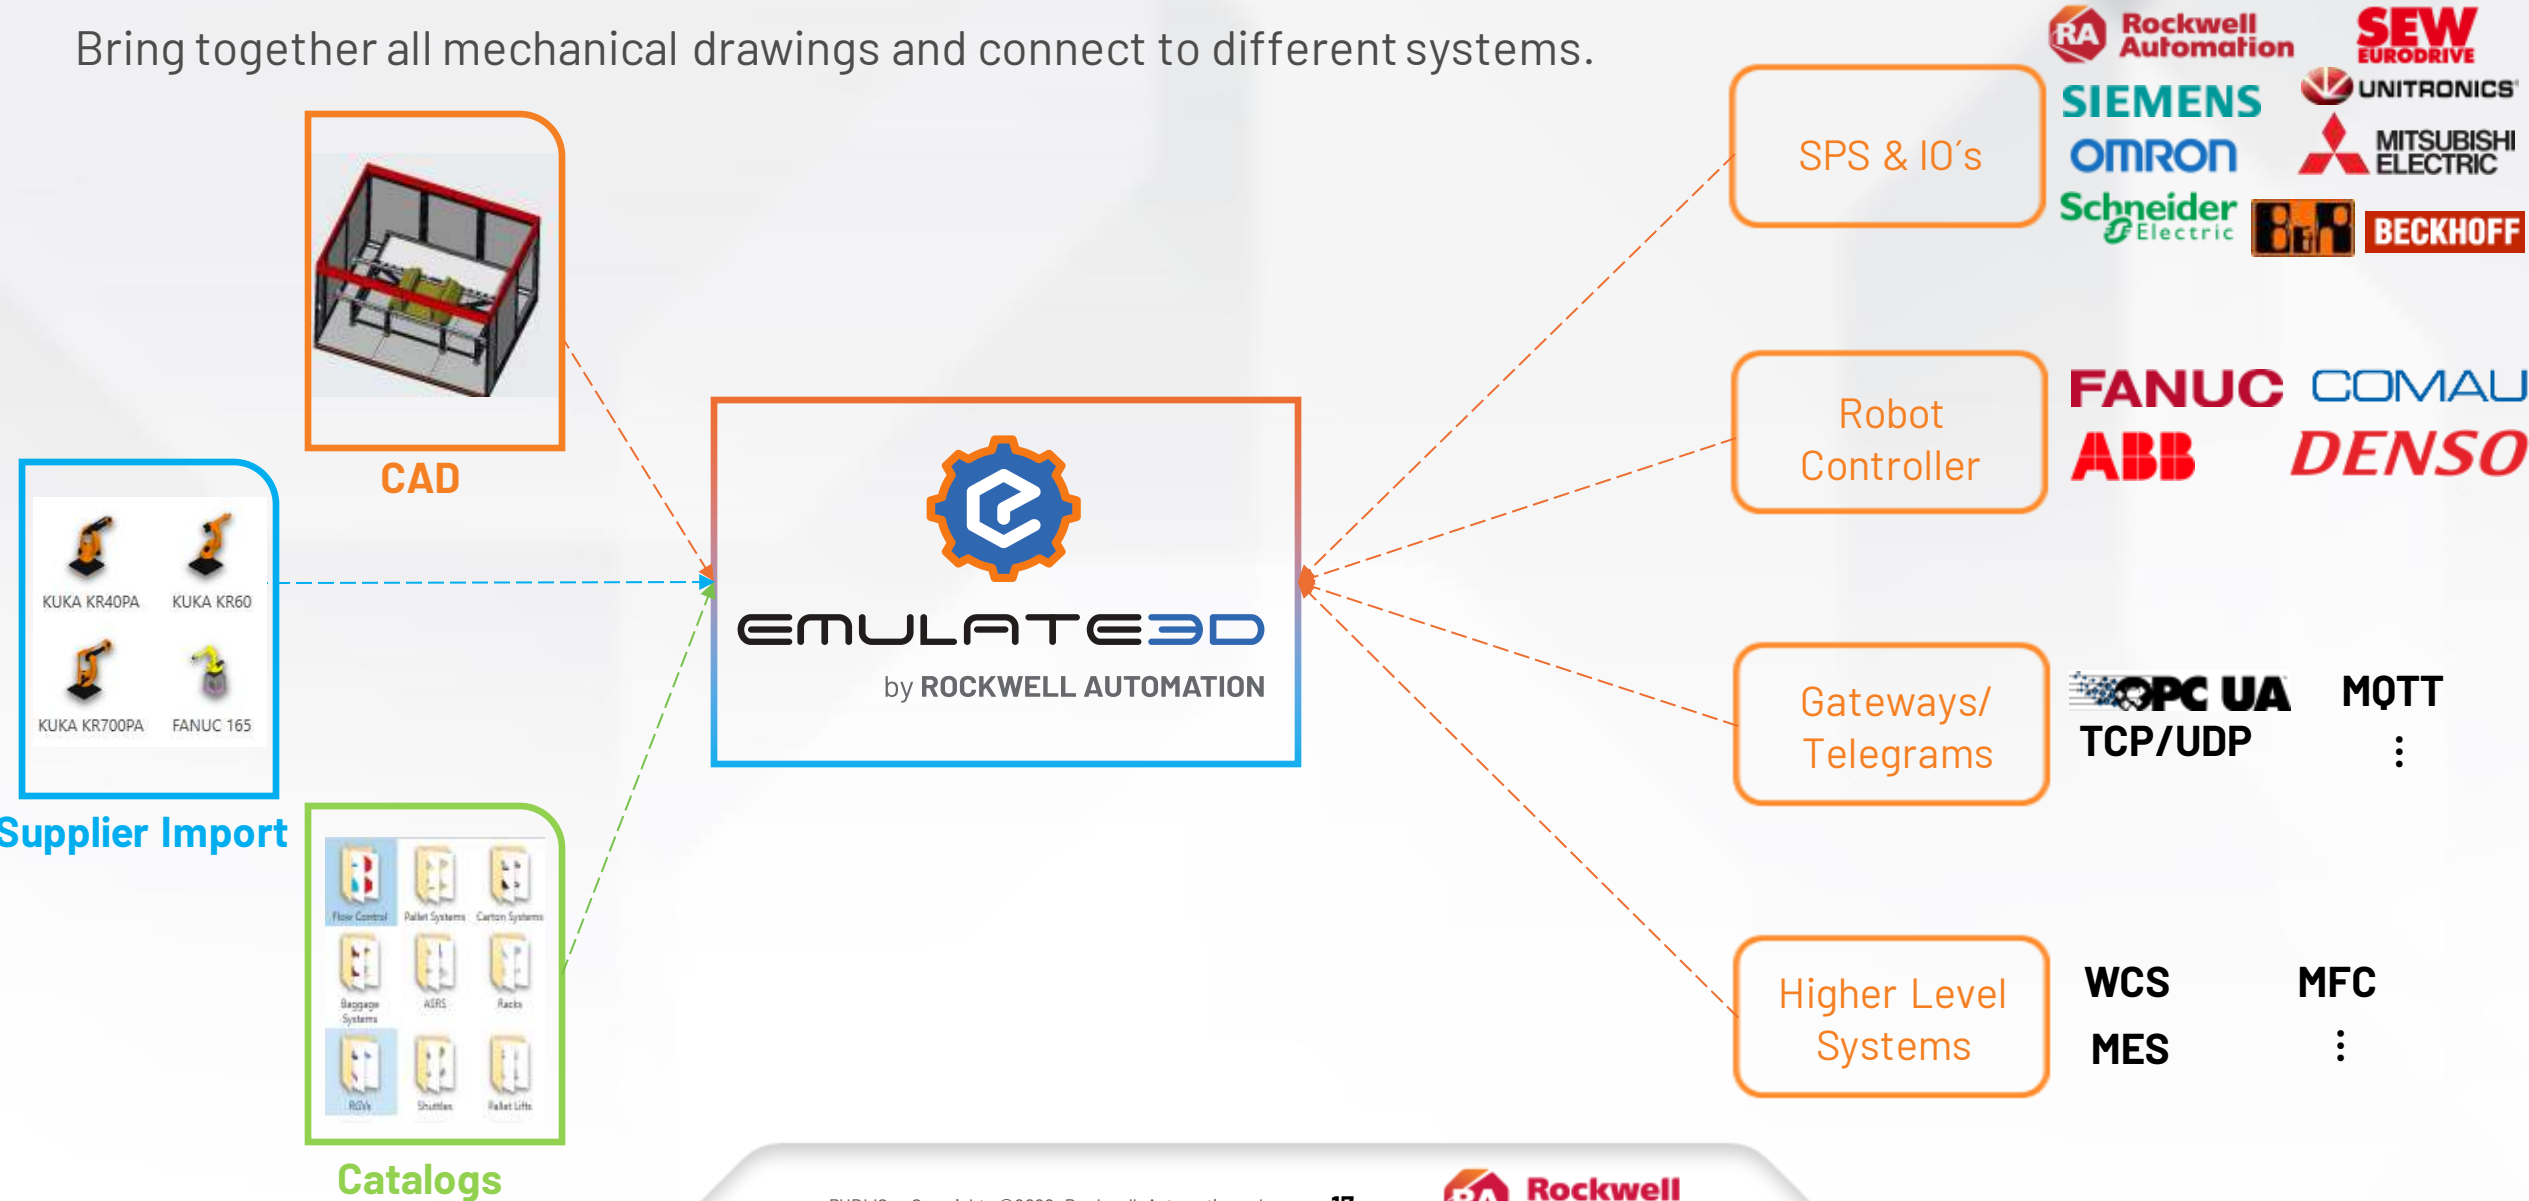 Bring together all mechanical drawings and connect to different systems.
CAD
KUKA KR40PA
KUKA KR60
KUKA KR700PA
FANUC 165
Supplier Import
Flow Control
Pallet Systems
Carton Systems
Baggage
Systems
ASRS
Racks
RGVs
Shuttles
Pallet Lifts
Catalogs
EMULATE3D
by ROCKWELL AUTOMATION
SPS & IO´s
Rockwell
Automation
SEW
EURODRIVE
SIEMENS
UNITRONICS
OMRON
MITSUBISHI
ELECTRIC
Schneider
Electric
B&R
BECKHOFF
Robot
Controller
FANUC
COMAU
ABB
DENSO
Gateways/
Telegrams
OPC UA
MQTT
TCP/UDP
⋮
Higher Level
Systems
WCS
MFC
MES
⋮
17
RA
Rockwell